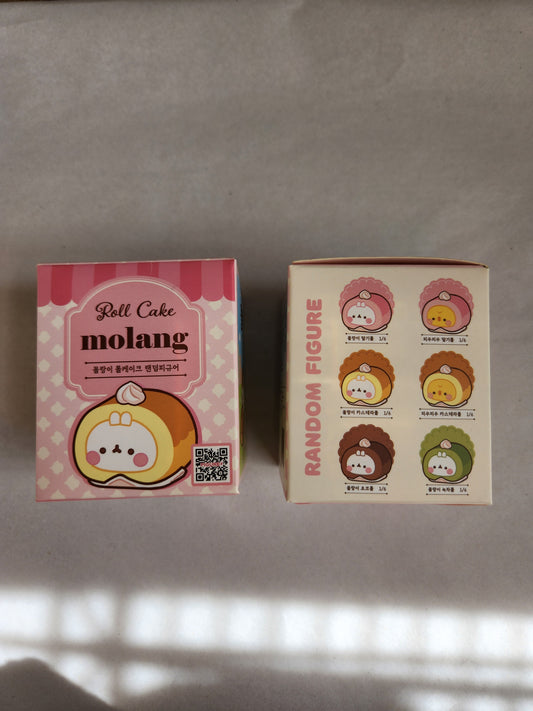 Roll Cake
molang
몰랑이 롤케이크 랜덤피규어
RANDOM FIGURE
몰랑이 딸기롤 1/6
피우피우 딸기롤 1/6
몰랑이 카스테라롤 1/6
피우피우 카스테라롤 1/6
몰랑이 초코롤 1/6
몰랑이 녹차롤 1/6